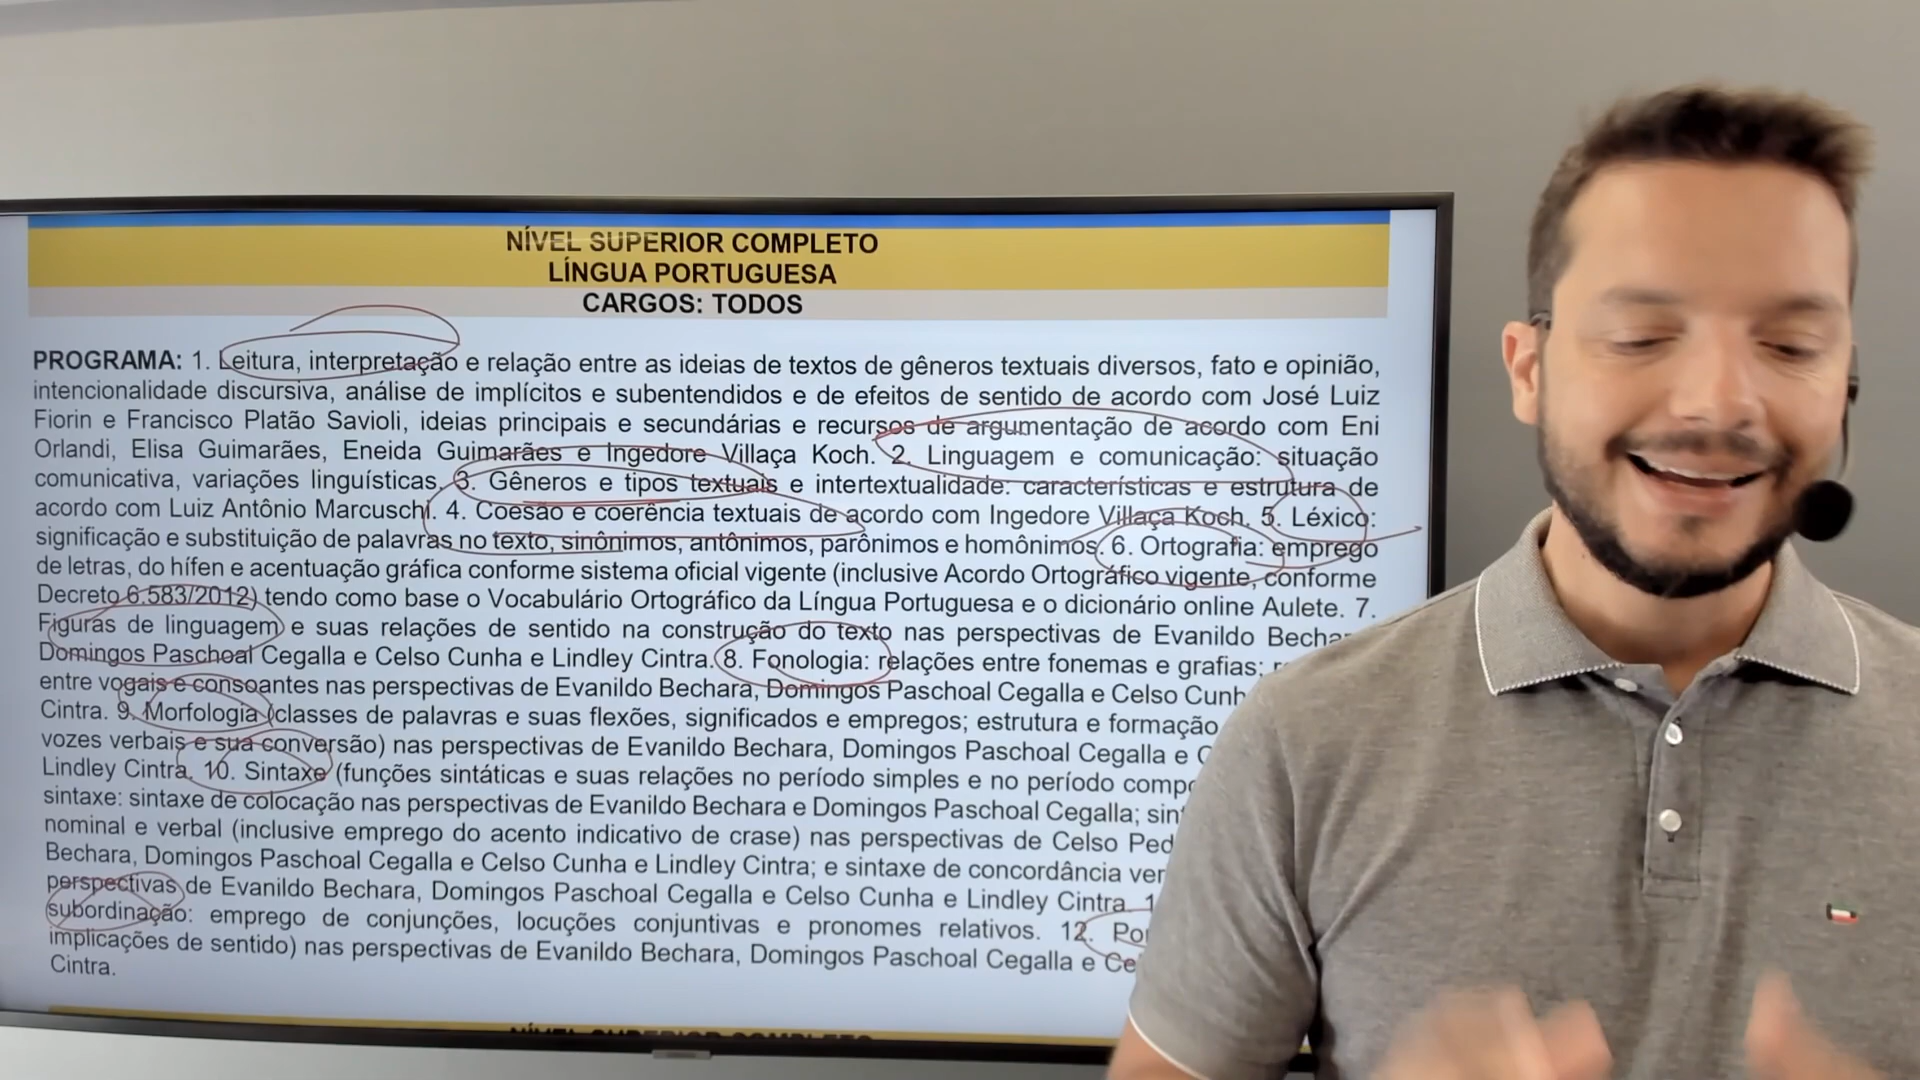 NÍVEL SUPERIOR COMPLETO
LÍNGUA PORTUGUESA
CARGOS: TODOS
PROGRAMA: 1. Leitura, interpretação e relação entre as ideias de textos de gêneros textuais diversos, fato e opinião,
intencionalidade discursiva, análise de implícitos e subentendidos e de efeitos de sentido de acordo com José Luiz
Fiorin e Francisco Platão Savioli, ideias principais e secundárias e recursos de argumentação de acordo com Eni
Orlandi, Elisa Guimarães, Eneida Guimarães e Ingedore Villaça Koch. 2. Linguagem e comunicação: situação
comunicativa, variações linguísticas. 3. Gêneros e tipos textuais e intertextualidade: características e estrutura de
acordo com Luiz Antônio Marcuschi. 4. Coesão e coerência textuais de acordo com Ingedore Villaça Koch. 5. Léxico:
significação e substituição de palavras no texto, sinônimos, antônimos, parônimos e homônimos. 6. Ortografia: emprego
de letras, do hífen e acentuação gráfica conforme sistema oficial vigente (inclusive Acordo Ortográfico vigente, conforme
Decreto 6.583/2012) tendo como base o Vocabulário Ortográfico da Língua Portuguesa e o dicionário online Aulete. 7.
Figuras de linguagem e suas relações de sentido na construção do texto nas perspectivas de Evanildo Becha
Domingos Paschoal Cegalla e Celso Cunha e Lindley Cintra. 8. Fonologia: relações entre fonemas e grafias;
entre vogais e consoantes nas perspectivas de Evanildo Bechara, Domingos Paschoal Cegalla e Celso Cunh
Cintra. 9. Morfologia (classes de palavras e suas flexões, significados e empregos; estrutura e formação
vozes verbais e sua conversão) nas perspectivas de Evanildo Bechara, Domingos Paschoal Cegalla e C
Lindley Cintra. 10. Sintaxe (funções sintáticas e suas relações no período simples e no período comp
sintaxe: sintaxe de colocação nas perspectivas de Evanildo Bechara e Domingos Paschoal Cegalla; sin
nominal e verbal (inclusive emprego do acento indicativo de crase) nas perspectivas de Celso Ped
Bechara, Domingos Paschoal Cegalla e Celso Cunha e Lindley Cintra; e sintaxe de concordância ver
perspectivas de Evanildo Bechara, Domingos Paschoal Cegalla e Celso Cunha e Lindley Cintra. 1
subordinação: emprego de conjunções, locuções conjuntivas e pronomes relativos. 12. Po
implicações de sentido) nas perspectivas de Evanildo Bechara, Domingos Paschoal Cegalla e Ce
Cintra.
NÍVEL SUPERIOR COMPLETO